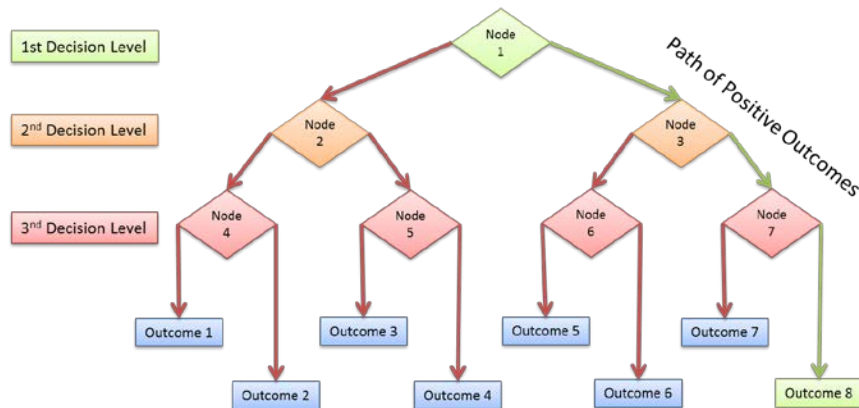 1st Decision Level
Node
1
Path of Positive Outcomes
2nd Decision Level
Node
2
Node
3
3rd Decision Level
Node
4
Node
5
Node
6
Node
7
Outcome 1
Outcome 3
Outcome 5
Outcome 7
Outcome 2
Outcome 4
Outcome 6
Outcome 8